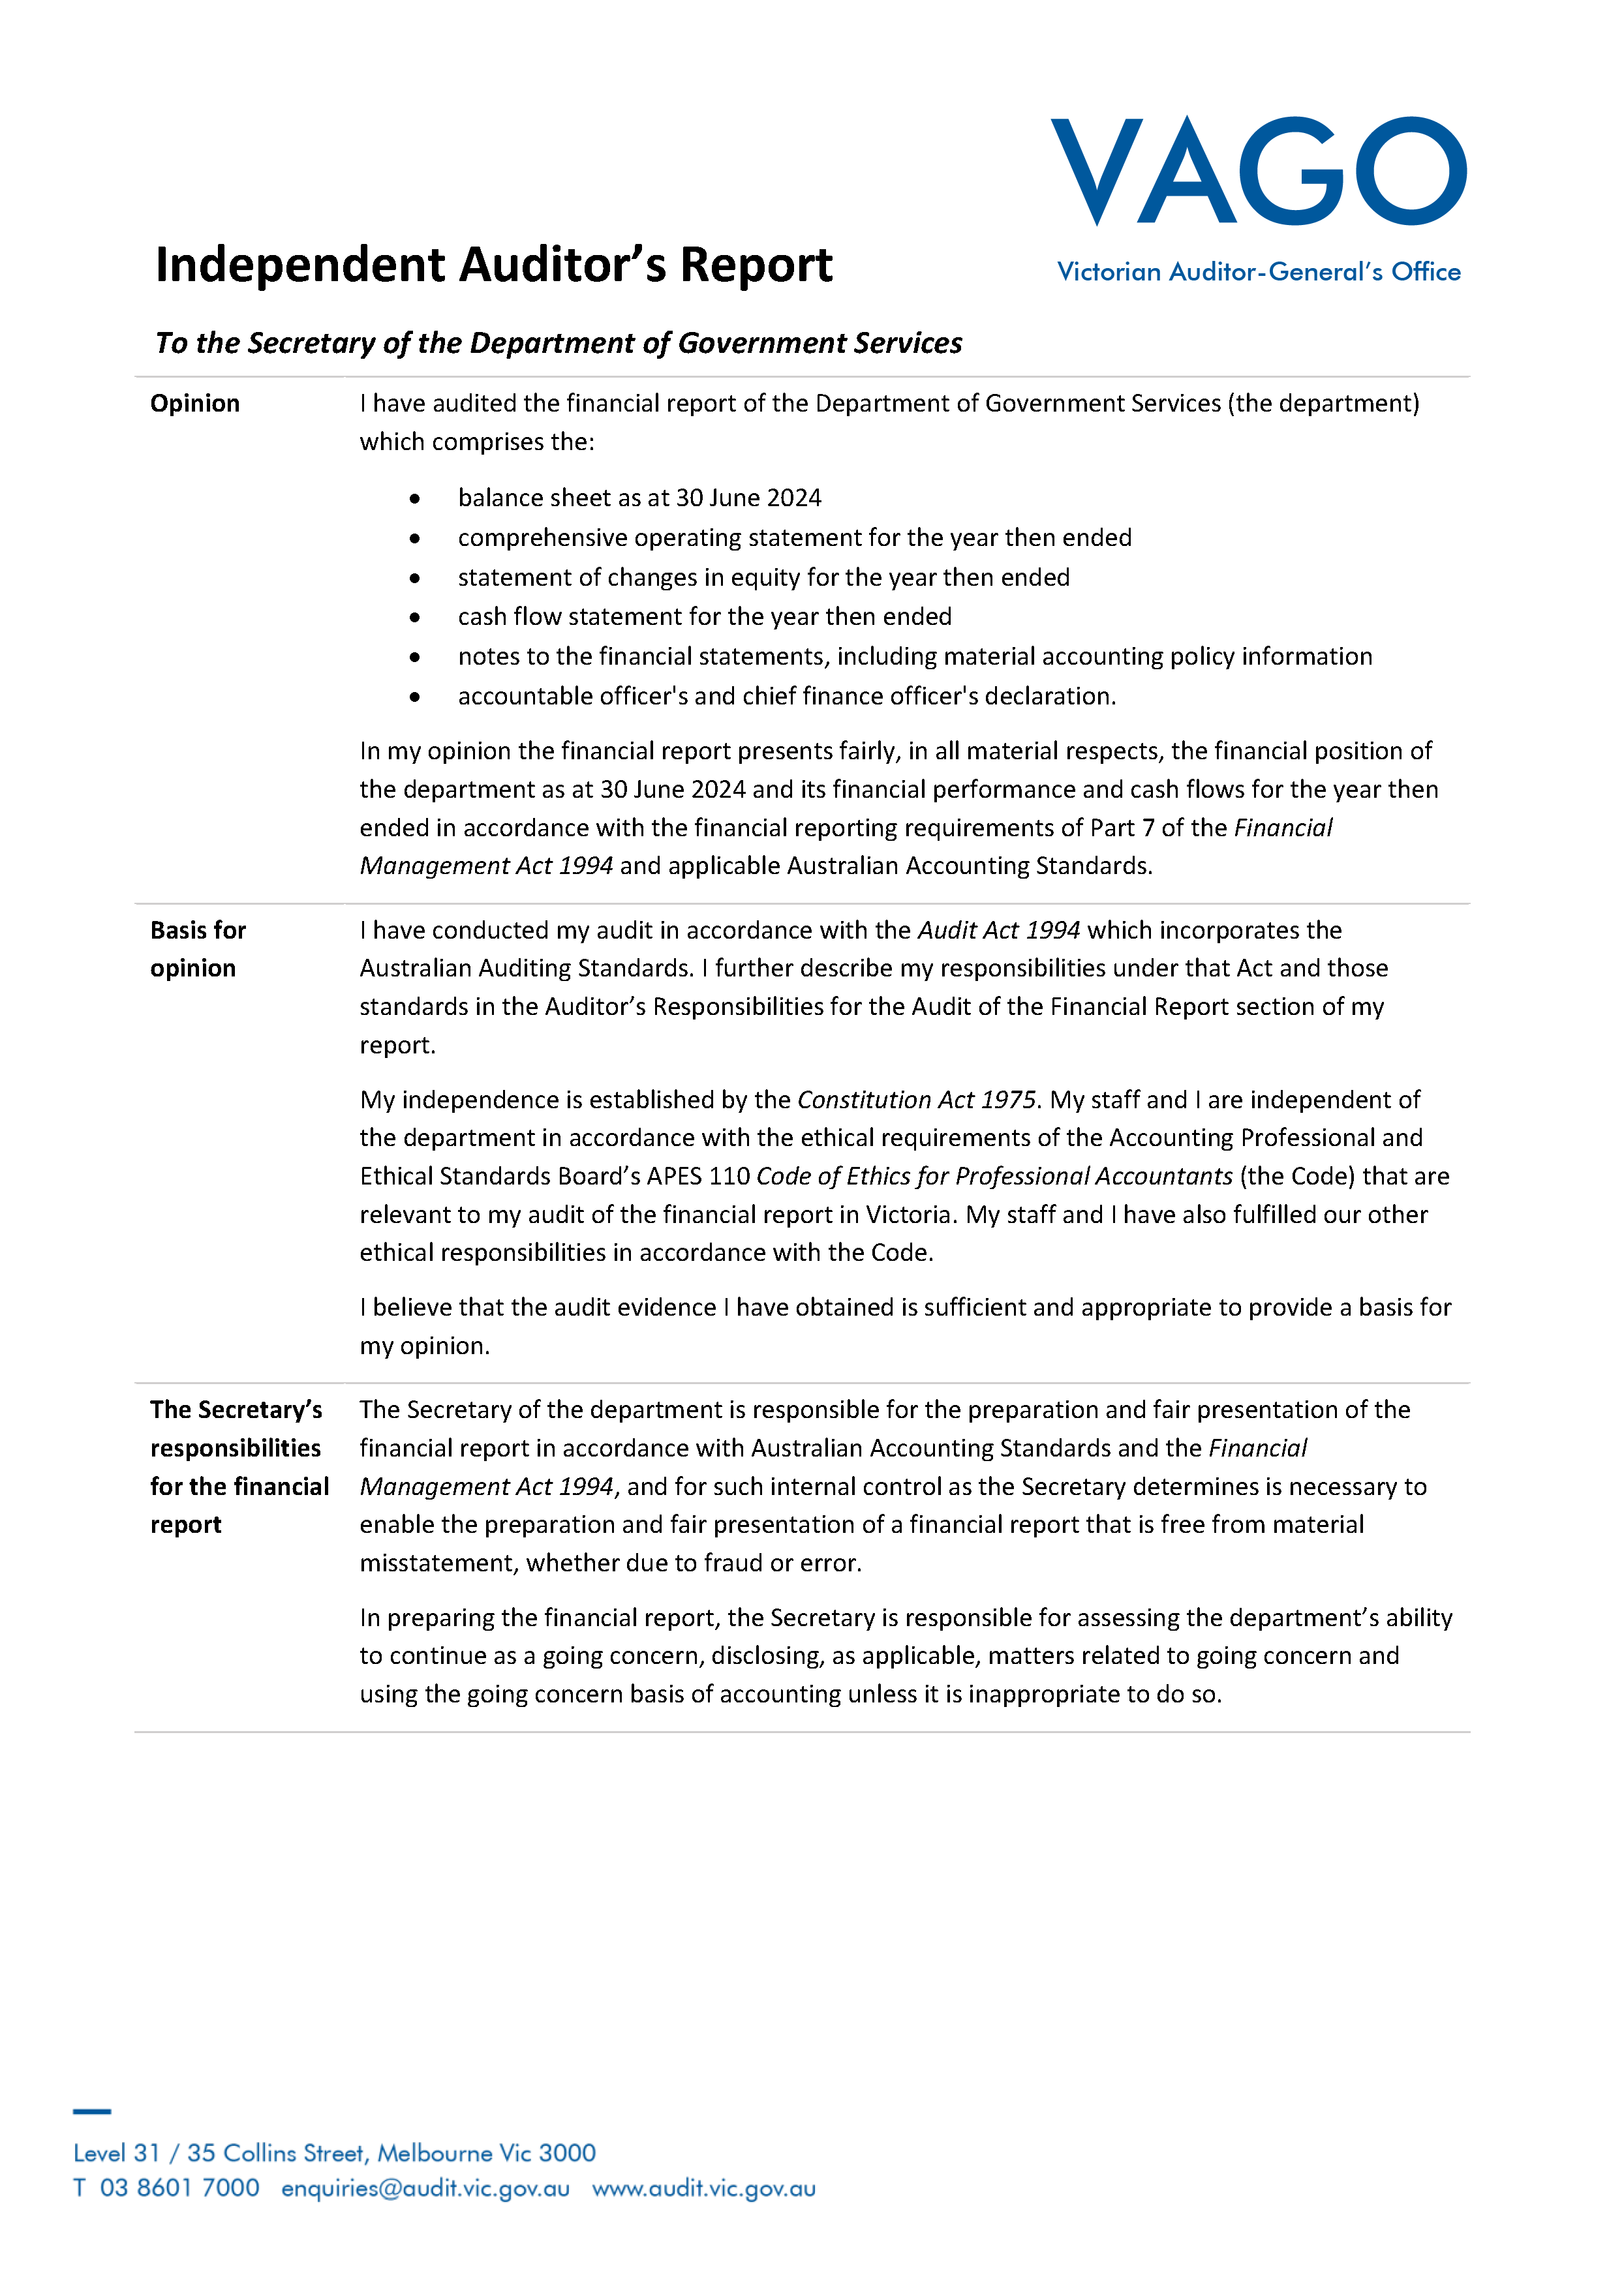 VAGO
Independent Auditor’s Report
Victorian Auditor-General’s Office
To the Secretary of the Department of Government Services
Opinion
I have audited the financial report of the Department of Government Services (the department)
which comprises the:
• balance sheet as at 30 June 2024
• comprehensive operating statement for the year then ended
• statement of changes in equity for the year then ended
• cash flow statement for the year then ended
• notes to the financial statements, including material accounting policy information
• accountable officer's and chief finance officer's declaration.
In my opinion the financial report presents fairly, in all material respects, the financial position of
the department as at 30 June 2024 and its financial performance and cash flows for the year then
ended in accordance with the financial reporting requirements of Part 7 of the Financial
Management Act 1994 and applicable Australian Accounting Standards.
Basis for
opinion
I have conducted my audit in accordance with the Audit Act 1994 which incorporates the
Australian Auditing Standards. I further describe my responsibilities under that Act and those
standards in the Auditor’s Responsibilities for the Audit of the Financial Report section of my
report.
My independence is established by the Constitution Act 1975. My staff and I are independent of
the department in accordance with the ethical requirements of the Accounting Professional and
Ethical Standards Board’s APES 110 Code of Ethics for Professional Accountants (the Code) that are
relevant to my audit of the financial report in Victoria. My staff and I have also fulfilled our other
ethical responsibilities in accordance with the Code.
I believe that the audit evidence I have obtained is sufficient and appropriate to provide a basis for
my opinion.
The Secretary’s
responsibilities
for the financial
report
The Secretary of the department is responsible for the preparation and fair presentation of the
financial report in accordance with Australian Accounting Standards and the Financial
Management Act 1994, and for such internal control as the Secretary determines is necessary to
enable the preparation and fair presentation of a financial report that is free from material
misstatement, whether due to fraud or error.
In preparing the financial report, the Secretary is responsible for assessing the department’s ability
to continue as a going concern, disclosing, as applicable, matters related to going concern and
using the going concern basis of accounting unless it is inappropriate to do so.
Level 31 / 35 Collins Street, Melbourne Vic 3000
T 03 8601 7000 enquiries@audit.vic.gov.au www.audit.vic.gov.au